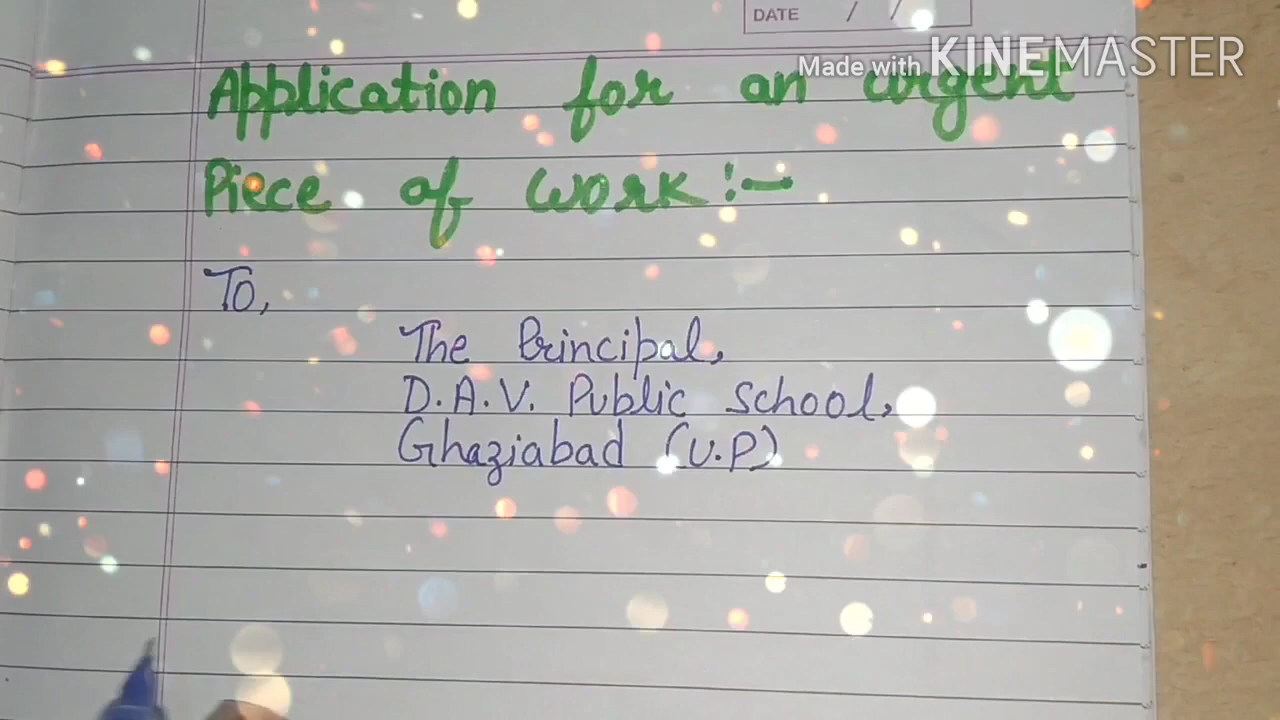 DATE / /
Made with KINEMASTER
Application for an urgent
Piece of work :-
To,
The Principal,
D.A.V. Public School,
Ghaziabad (U.P)